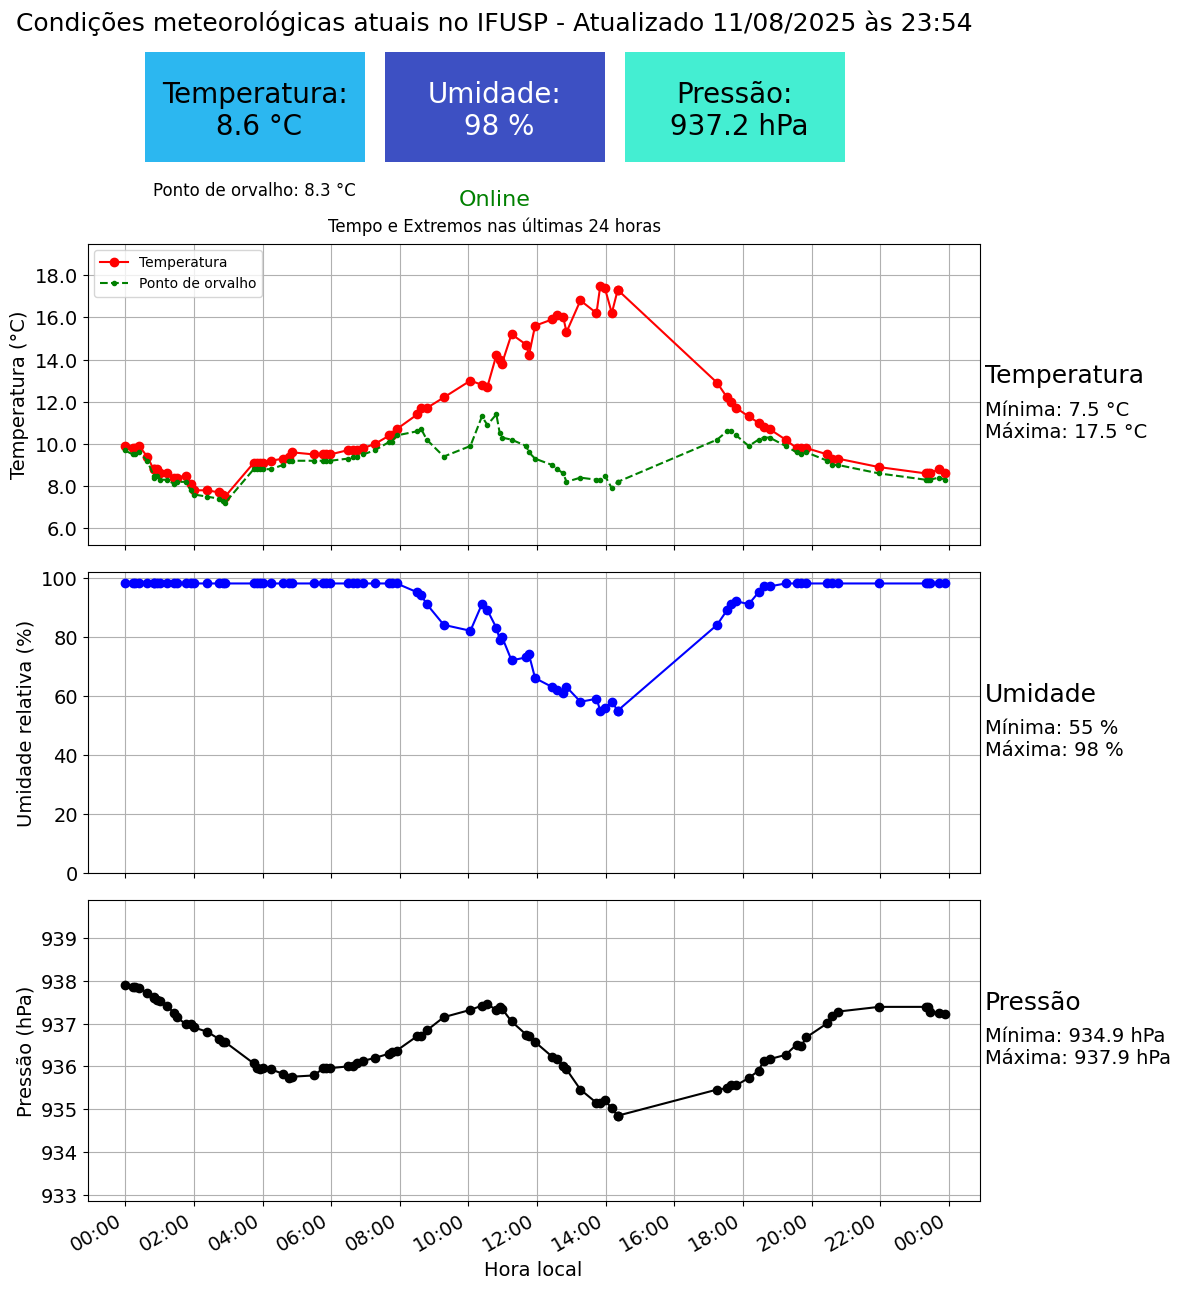 Condições meteorológicas atuais no IFUSP - Atualizado 11/08/2025 às 23:54
Temperatura:
8.6 °C
Umidade:
98 %
Pressão:
937.2 hPa
Ponto de orvalho: 8.3 °C
Online
Tempo e Extremos nas últimas 24 horas
Temperatura
Ponto de orvalho
Temperatura (°C)
18.0
16.0
14.0
12.0
10.0
8.0
6.0
Temperatura
Mínima: 7.5 °C
Máxima: 17.5 °C
Umidade relativa (%)
100
80
60
40
20
0
Umidade
Mínima: 55 %
Máxima: 98 %
Pressão (hPa)
939
938
937
936
935
934
933
Pressão
Mínima: 934.9 hPa
Máxima: 937.9 hPa
00:00
02:00
04:00
06:00
08:00
10:00
12:00
14:00
16:00
18:00
20:00
22:00
00:00
Hora local